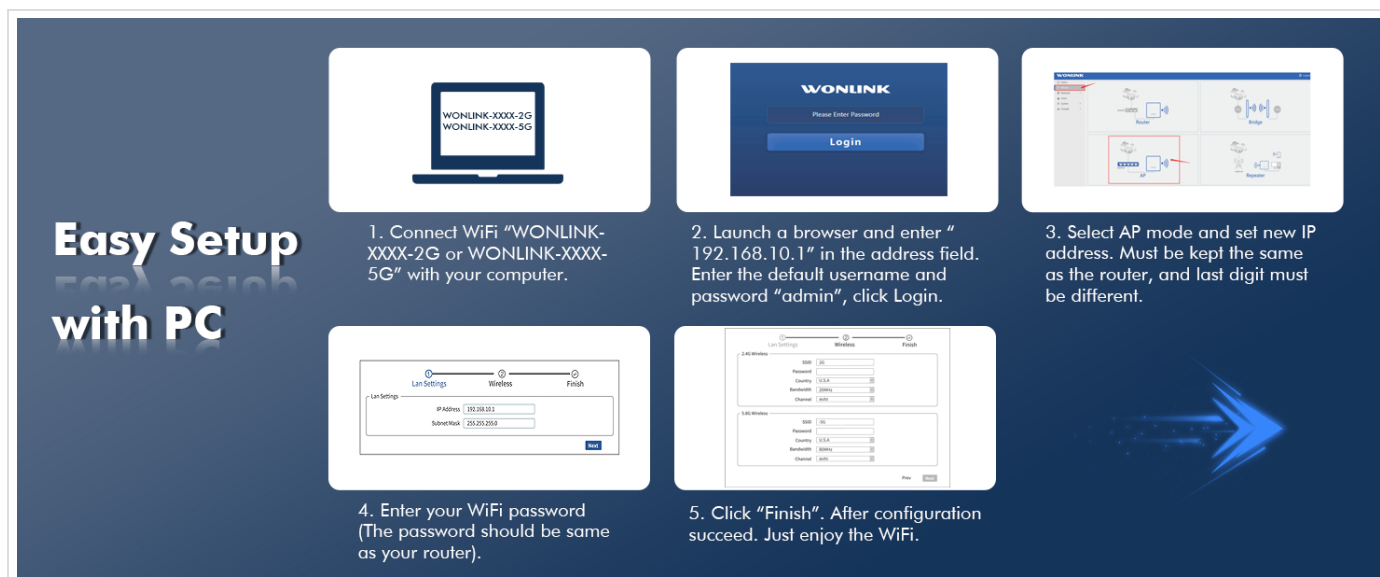 Easy Setup
with PC
WONLINK-XXXX-2G
WONLINK-XXXX-5G
1. Connect WiFi “WONLINK-
XXXX-2G or WONLINK-XXXX-
5G” with your computer.
WONLINK
Please Enter Password
Login
2. Launch a browser and enter “
192.168.10.1” in the address field.
Enter the default username and
password “admin”, click Login.
WONLINK
Router
Bridge
AP
Repeater
3. Select AP mode and set new IP
address. Must be kept the same
as the router, and last digit must
be different.
1
2
Lan Settings
Wireless
Finish
Lan Settings
IP Address
192.168.10.1
Subnet Mask
255.255.255.0
Next
4. Enter your WiFi password
(The password should be same
as your router).
Lan Settings
Wireless
Finish
2.4G Wireless
SSID
2G
Password
Country
U.S.A
Bandwidth
20MHz
Channel
Auto
5.8G Wireless
SSID
Password
Country
U.S.A
Bandwidth
80MHz
Channel
Auto
Prev
Next
5. Click “Finish”. After configuration
succeed. Just enjoy the WiFi.